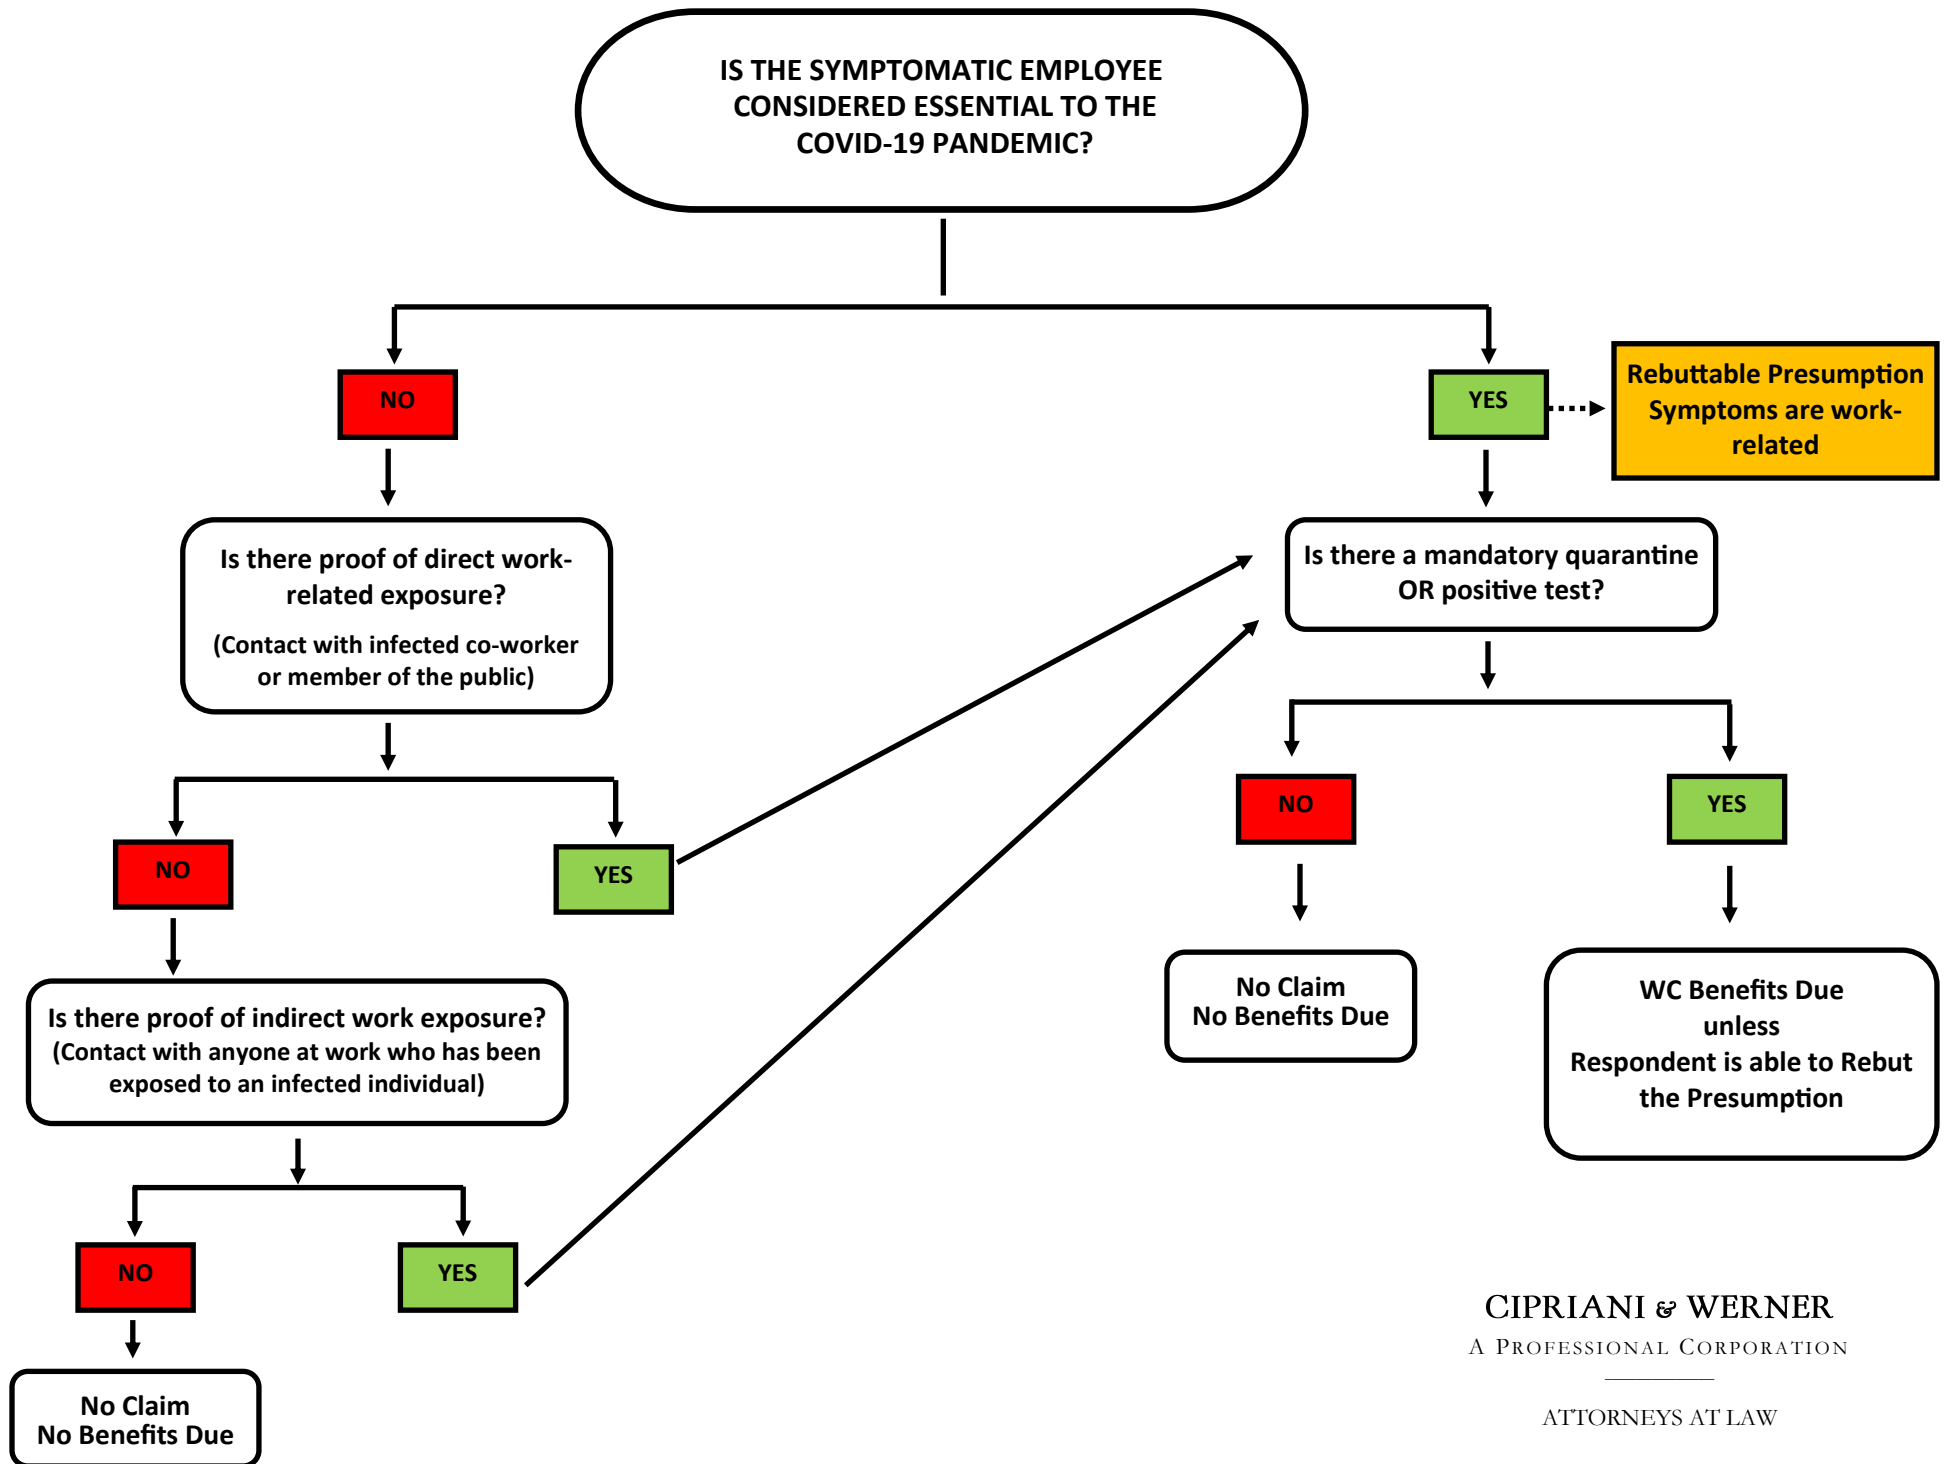 IS THE SYMPTOMATIC EMPLOYEE
CONSIDERED ESSENTIAL TO THE
COVID-19 PANDEMIC?
NO
YES
Rebuttable Presumption
Symptoms are work-
related
Is there proof of direct work-
related exposure?
(Contact with infected co-worker
or member of the public)
Is there a mandatory quarantine
OR positive test?
NO
YES
NO
YES
Is there proof of indirect work exposure?
(Contact with anyone at work who has been
exposed to an infected individual)
No Claim
No Benefits Due
WC Benefits Due
unless
Respondent is able to Rebut
the Presumption
NO
YES
No Claim
No Benefits Due
CIPRIANI & WERNER
A PROFESSIONAL CORPORATION
ATTORNEYS AT LAW